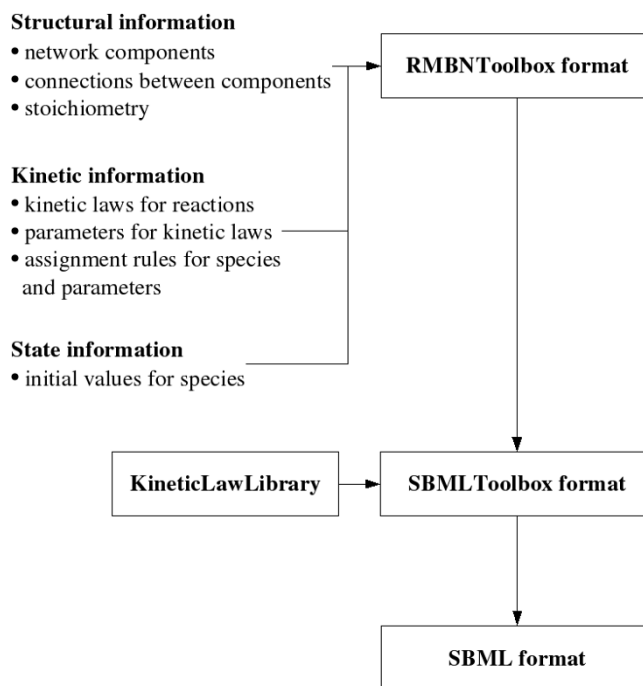 Structural information
• network components
• connections between components
• stoichiometry
RMBNToolbox format
Kinetic information
• kinetic laws for reactions
• parameters for kinetic laws
• assignment rules for species
and parameters
State information
• initial values for species
KineticLawLibrary
SBMLToolbox format
SBML format